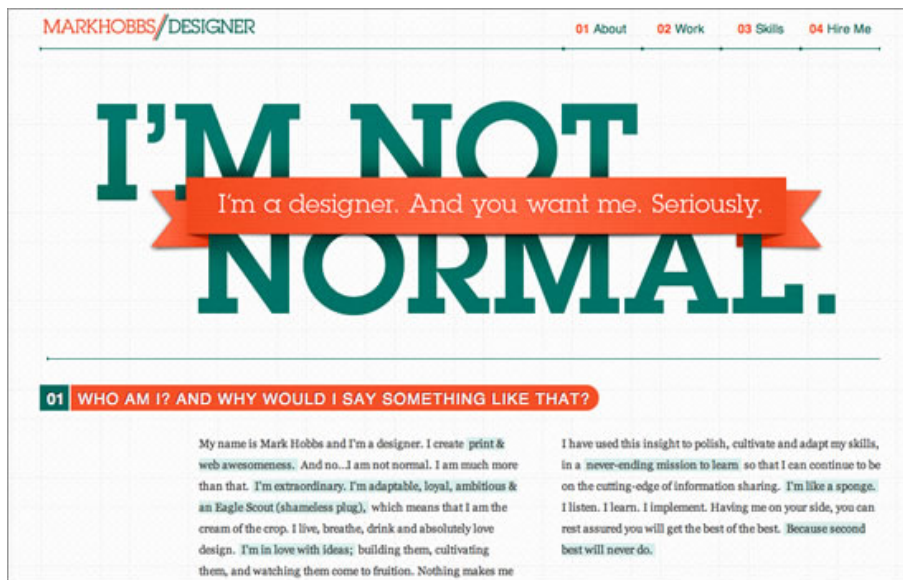 MARKHOBBS/DESIGNER
01 About 02 Work 03 Skills 04 Hire Me
I'M NOT
I'm a designer. And you want me. Seriously.
NORMAL.
01 WHO AM I? AND WHY WOULD I SAY SOMETHING LIKE THAT?
My name is Mark Hobbs and I'm a designer. I create print &
web awesomeness. And no...I am not normal. I am much more
than that. I'm extraordinary. I'm adaptable, loyal, ambitious &
an Eagle Scout (shameless plug), which means that I am the
cream of the crop. I live, breathe, drink and absolutely love
design. I'm in love with ideas; building them, cultivating
them, and watching them come to fruition. Nothing makes me
I have used this insight to polish, cultivate and adapt my skills,
in a never-ending mission to learn so that I can continue to be
on the cutting-edge of information sharing. I'm like a sponge.
I listen. I learn. I implement. Having me on your side, you can
rest assured you will get the best of the best. Because second
best will never do.